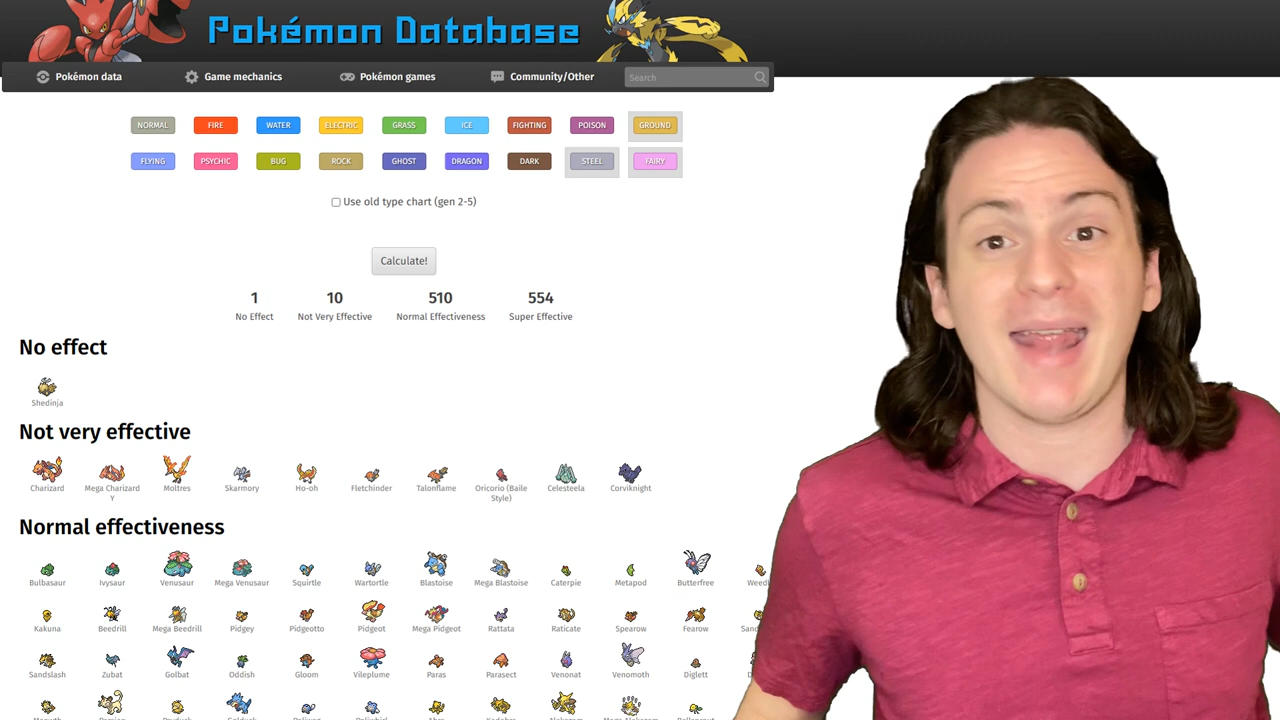 Pokémon Database
Pokémon data Game mechanics Pokémon games Community/Other Search
NORMAL FIRE WATER ELECTRIC GRASS ICE FIGHTING POISON GROUND
FLYING PSYCHIC BUG ROCK GHOST DRAGON DARK STEEL FAIRY
Use old type chart (gen 2-5)
Calculate!
1 10 510 554
No Effect Not Very Effective Normal Effectiveness Super Effective
No effect
Shedinja
Not very effective
Charizard Mega Charizard Y Moltres Skarmory Ho-oh Fletchinder Talonflame Oricorio (Baile Style) Celesteela Corviknight
Normal effectiveness
Bulbasaur Ivysaur Venusaur Mega Venusaur Squirtle Wartortle Blastoise Mega Blastoise Caterpie Metapod Butterfree Weed
Kakuna Beedrill Mega Beedrill Pidgey Pidgeotto Pidgeot Mega Pidgeot Rattata Raticate Spearow Fearow San
Sandslash Zubat Golbat Oddish Gloom Vileplume Paras Parasect Venonat Venomoth Diglett D